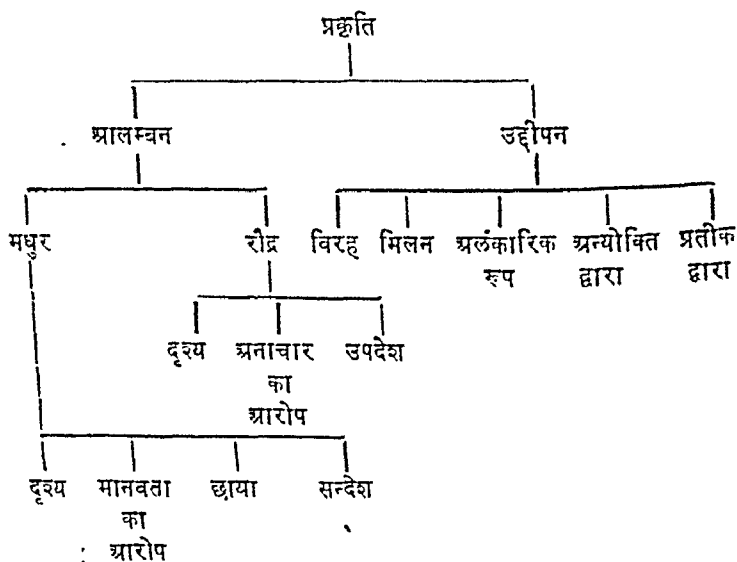 प्रकृति
आलम्बन उद्दीपन
मधुर रौद्र विरह मिलन अलंकारिक अन्योक्ति प्रतीक
रूप द्वारा द्वारा
दृश्य अनाचार उपदेश
का
आरोप
दृश्य मानवता छाया सन्देश
का
आरोप